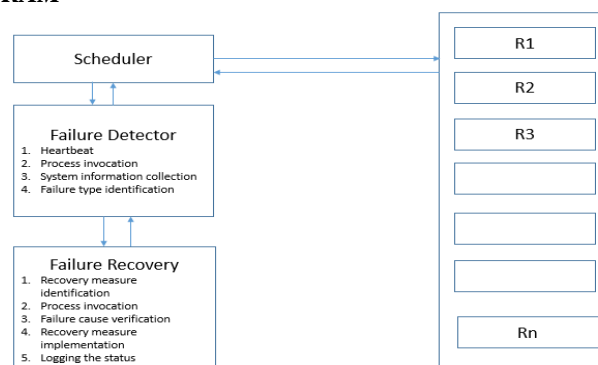 Scheduler
Failure Detector
1. Heartbeat
2. Process invocation
3. System information collection
4. Failure type identification
Failure Recovery
1. Recovery measure
identification
2. Process invocation
3. Failure cause verification
4. Recovery measure
implementation
5. Logging the status
R1
R2
R3
Rn